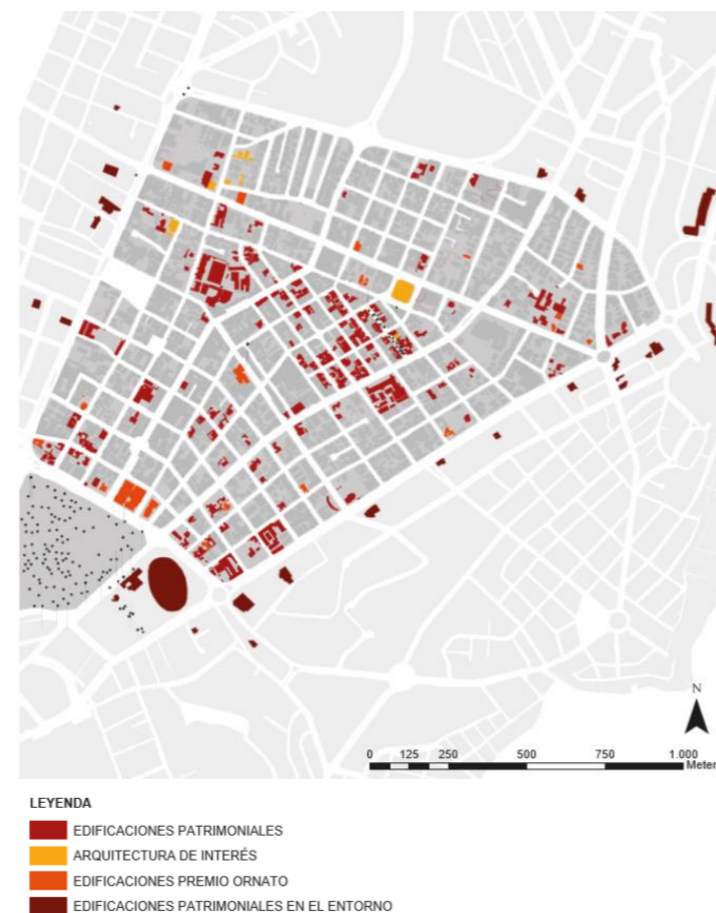 N
0 125 250 500 750 1.000
Meter
LEYENDA
EDIFICACIONES PATRIMONIALES
ARQUITECTURA DE INTERÉS
EDIFICACIONES PREMIO ORNATO
EDIFICACIONES PATRIMONIALES EN EL ENTORNO